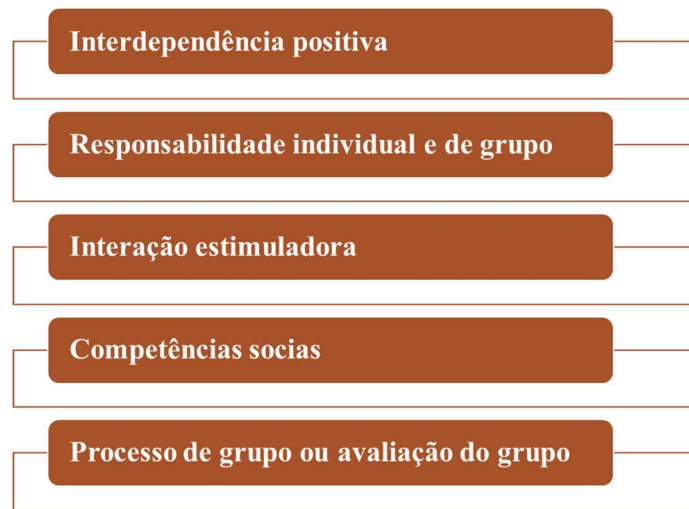 Interdependência positiva
Responsabilidade individual e de grupo
Interação estimuladora
Competências socias
Processo de grupo ou avaliação do grupo